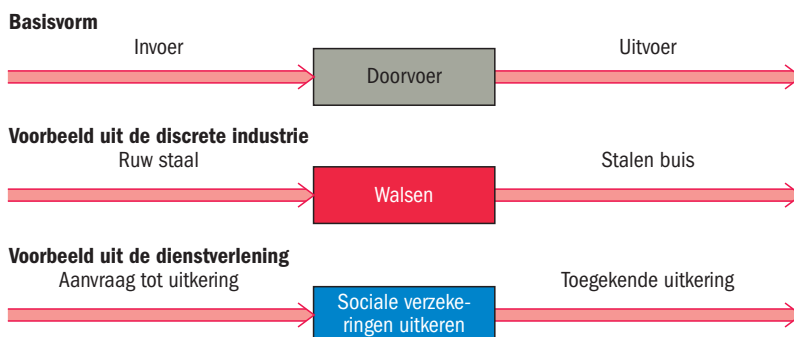 Basisvorm
Invoer
Doorvoer
Uitvoer
Voorbeeld uit de discrete industrie
Ruw staal
Walsen
Stalen buis
Voorbeeld uit de dienstverlening
Aanvraag tot uitkering
Sociale verzeke-
ringen uitkeren
Toegekende uitkering